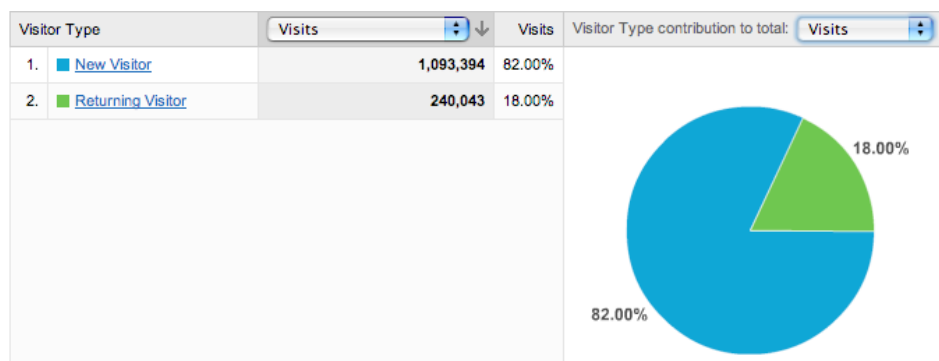 Visitor Type Visits Visits Visitor Type contribution to total: Visits
1. New Visitor 1,093,394 82.00%
2. Returning Visitor 240,043 18.00%
18.00%
82.00%